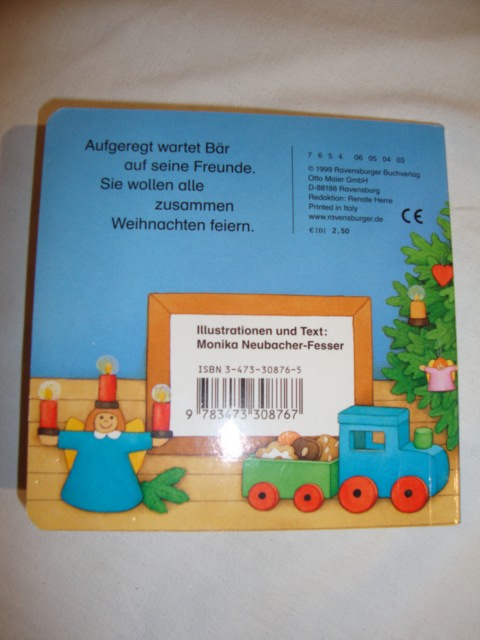 Aufgeregt wartet Bär
auf seine Freunde.
Sie wollen alle
zusammen
Weihnachten feiern.
7 6 5 4 06 05 04 03
© 1999 Ravensburger Buchverlag
Otto Maier GmbH
D-88188 Ravensburg
Redaktion: Renate Herre
Printed in Italy
www.ravensburger.de
€ [D] 2,50
CE
Illustrationen und Text:
Monika Neubacher-Fesser
ISBN 3-473-30876-5
9 783473 308767